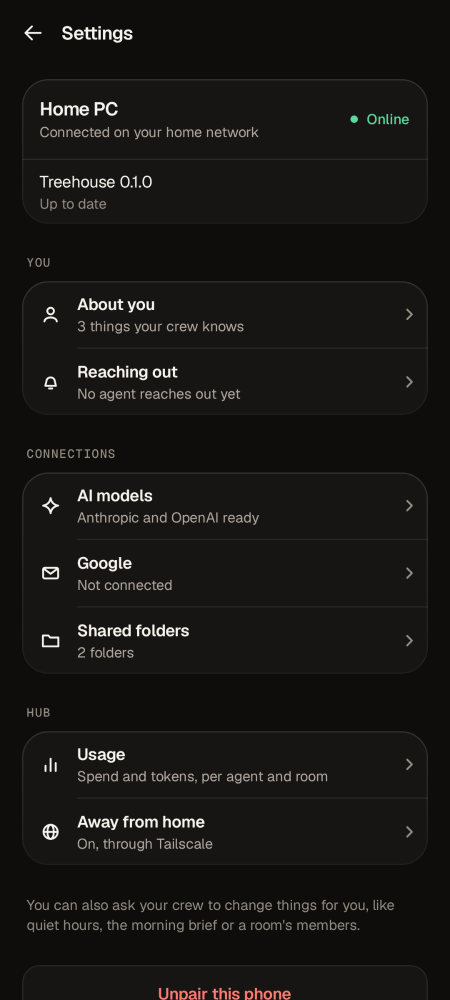 Settings
Home PC
Connected on your home network
Online
Treehouse 0.1.0
Up to date
YOU
About you
3 things your crew knows
Reaching out
No agent reaches out yet
CONNECTIONS
AI models
Anthropic and OpenAI ready
Google
Not connected
Shared folders
2 folders
HUB
Usage
Spend and tokens, per agent and room
Away from home
On, through Tailscale
You can also ask your crew to change things for you, like
quiet hours, the morning brief or a room's members.
Unpair this phone